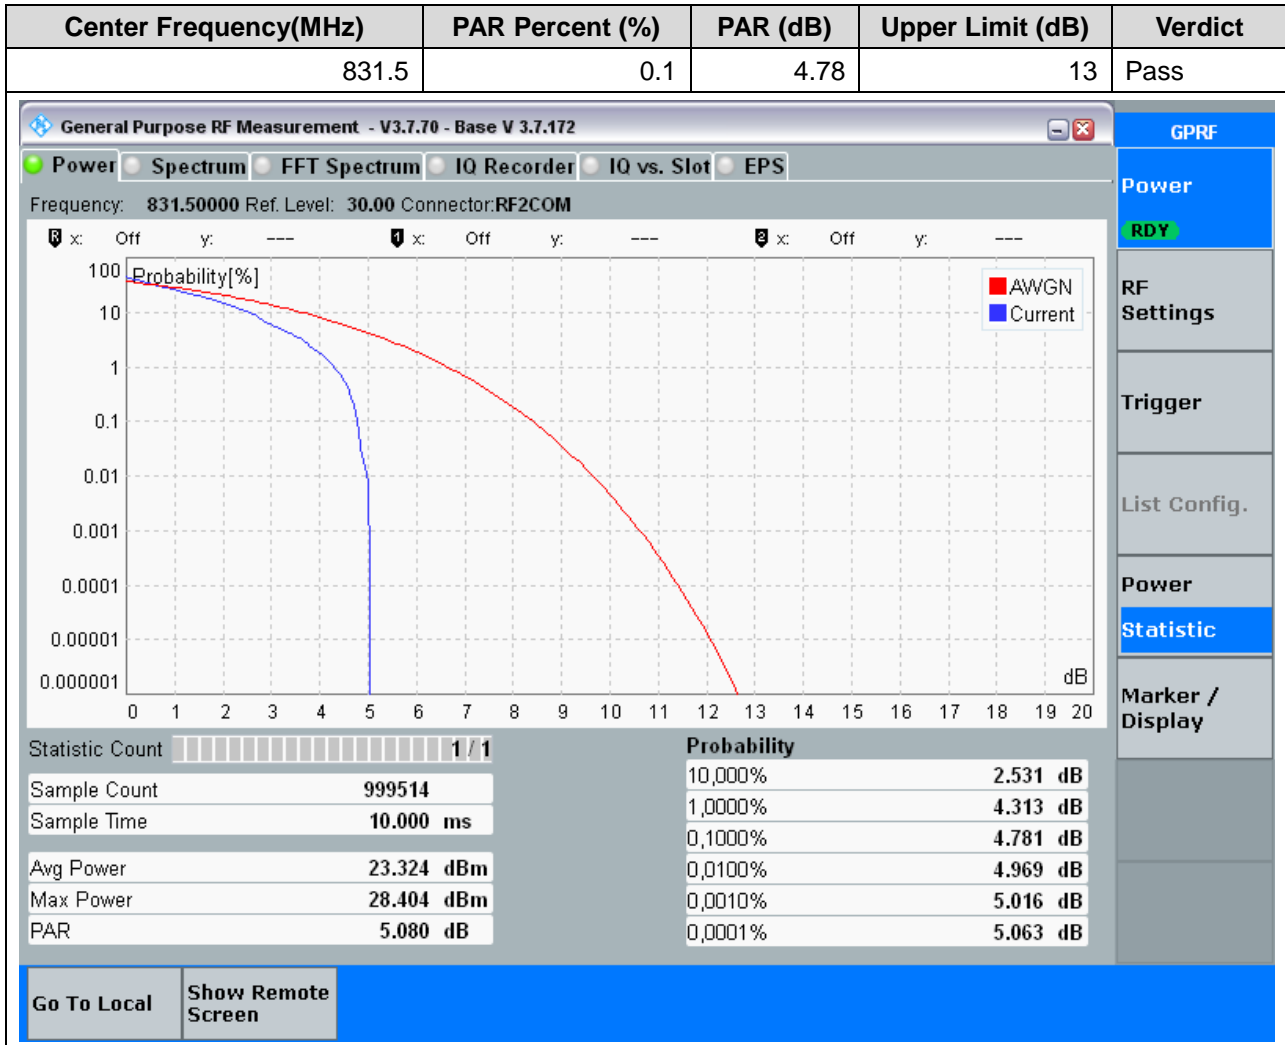 Center Frequency(MHz) PAR Percent (%) PAR (dB) Upper Limit (dB) Verdict
831.5 0.1 4.78 13 Pass
General Purpose RF Measurement - V3.7.70 - Base V 3.7.172
GPRF
Power Spectrum FFT Spectrum IQ Recorder IQ vs. Slot EPS
Frequency: 831.50000 Ref. Level: 30.00 Connector:RF2COM
R x: Off y: --- 1 x: Off y: --- 2 x: Off y: ---
Probability[%]
AWGN
Current
100
10
1
0.1
0.01
0.001
0.0001
0.00001
0.000001
dB
0 1 2 3 4 5 6 7 8 9 10 11 12 13 14 15 16 17 18 19 20
Statistic Count 1 / 1
Sample Count 999514
Sample Time 10.000 ms
Avg Power 23.324 dBm
Max Power 28.404 dBm
PAR 5.080 dB
Probability
10,000% 2.531 dB
1,0000% 4.313 dB
0,1000% 4.781 dB
0,0100% 4.969 dB
0,0010% 5.016 dB
0,0001% 5.063 dB
Power
RDY
RF
Settings
Trigger
List Config.
Power
Statistic
Marker /
Display
Go To Local
Show Remote
Screen